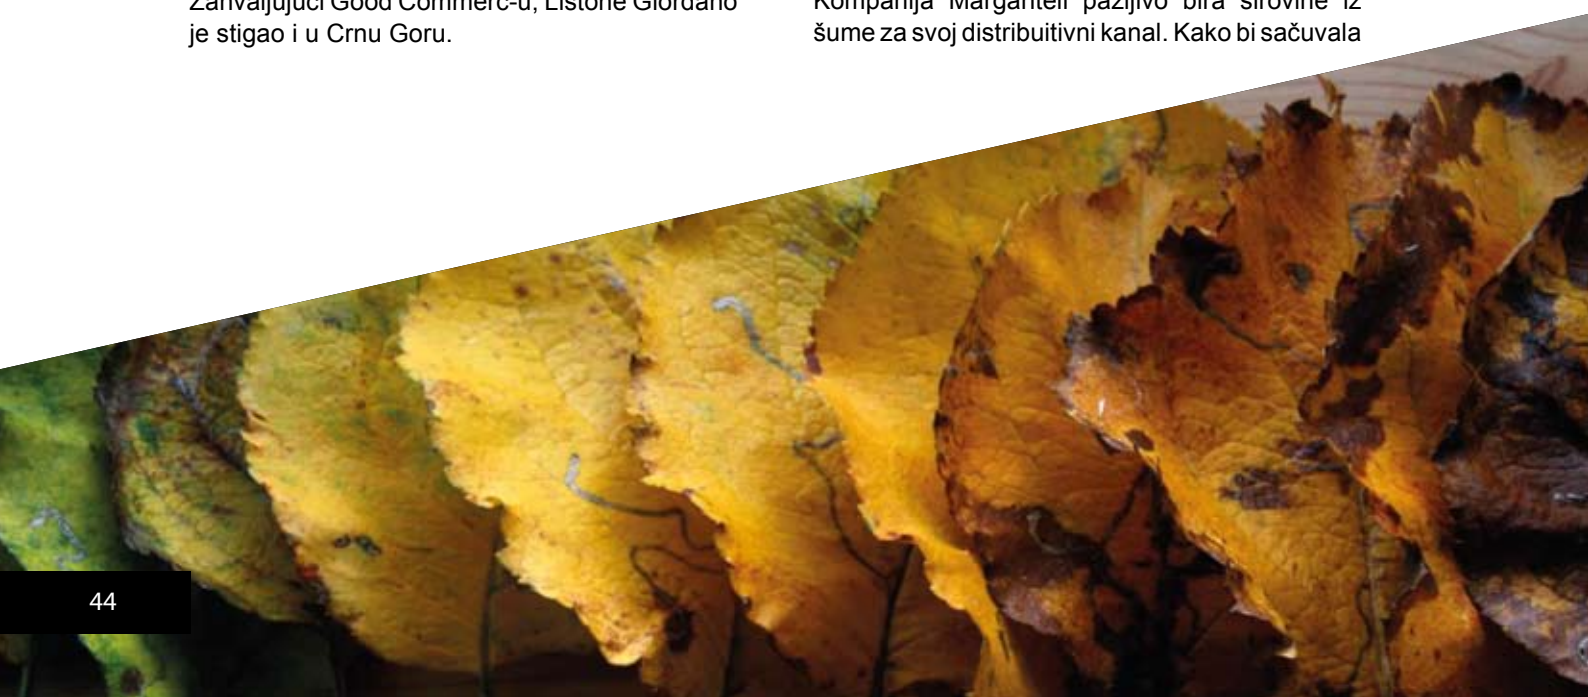 Zahvaljujući Good Commerc-u, Listone Giordano
je stigao i u Crnu Goru.
Kompanija Marganteli pažljivo bira sirovine iz
šume za svoj distribuitivni kanal. Kako bi sačuvala
44